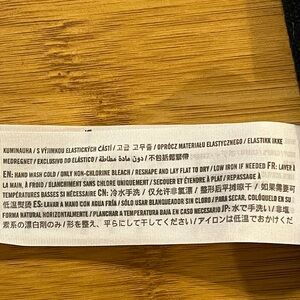 KUMINAUHA / S VÝJIMKOU ELASTICKÝCH ČÁSTÍ / 고급 고무줄 / OPRÓCZ MATERIAŁU ELASTYCZNEGO / ELASTIKK IKKE
MEDREGNET / EXCLUSIVO DO ELÁSTICO / دون مادة مطاطة / 不包括鬆緊帶
EN: HAND WASH COLD / ONLY NON-CHLORINE BLEACH / RESHAPE AND LAY FLAT TO DRY / LOW IRON IF NEEDED FR: LAVER À
LA MAIN, À FROID / BLANCHIMENT SANS CHLORE UNIQUEMENT / SÉCHER ET ÉTENDRE À PLAT / REPASSAGE À
TEMPÉRATURES BASSES SI NÉCESSAIRE CN: 冷水手洗 / 仅允许非氯漂 / 整形后平摊晾干 / 如果需要可
低温熨烫 ES: LAVAR A MANO CON AGUA FRÍA / SÓLO USAR BLANQUEADOR SIN CLORO / PARA SECAR, COLÓQUELO EN SU
FORMA NATURAL HORIZONTALMENTE / PLANCHAR A TEMPERATURA BAJA EN CASO NECESARIO JP: 水で手洗い / 非塩
素系の漂白剤のみ / 形を整え、平らにして干してください / アイロンは低温でおかけくだ